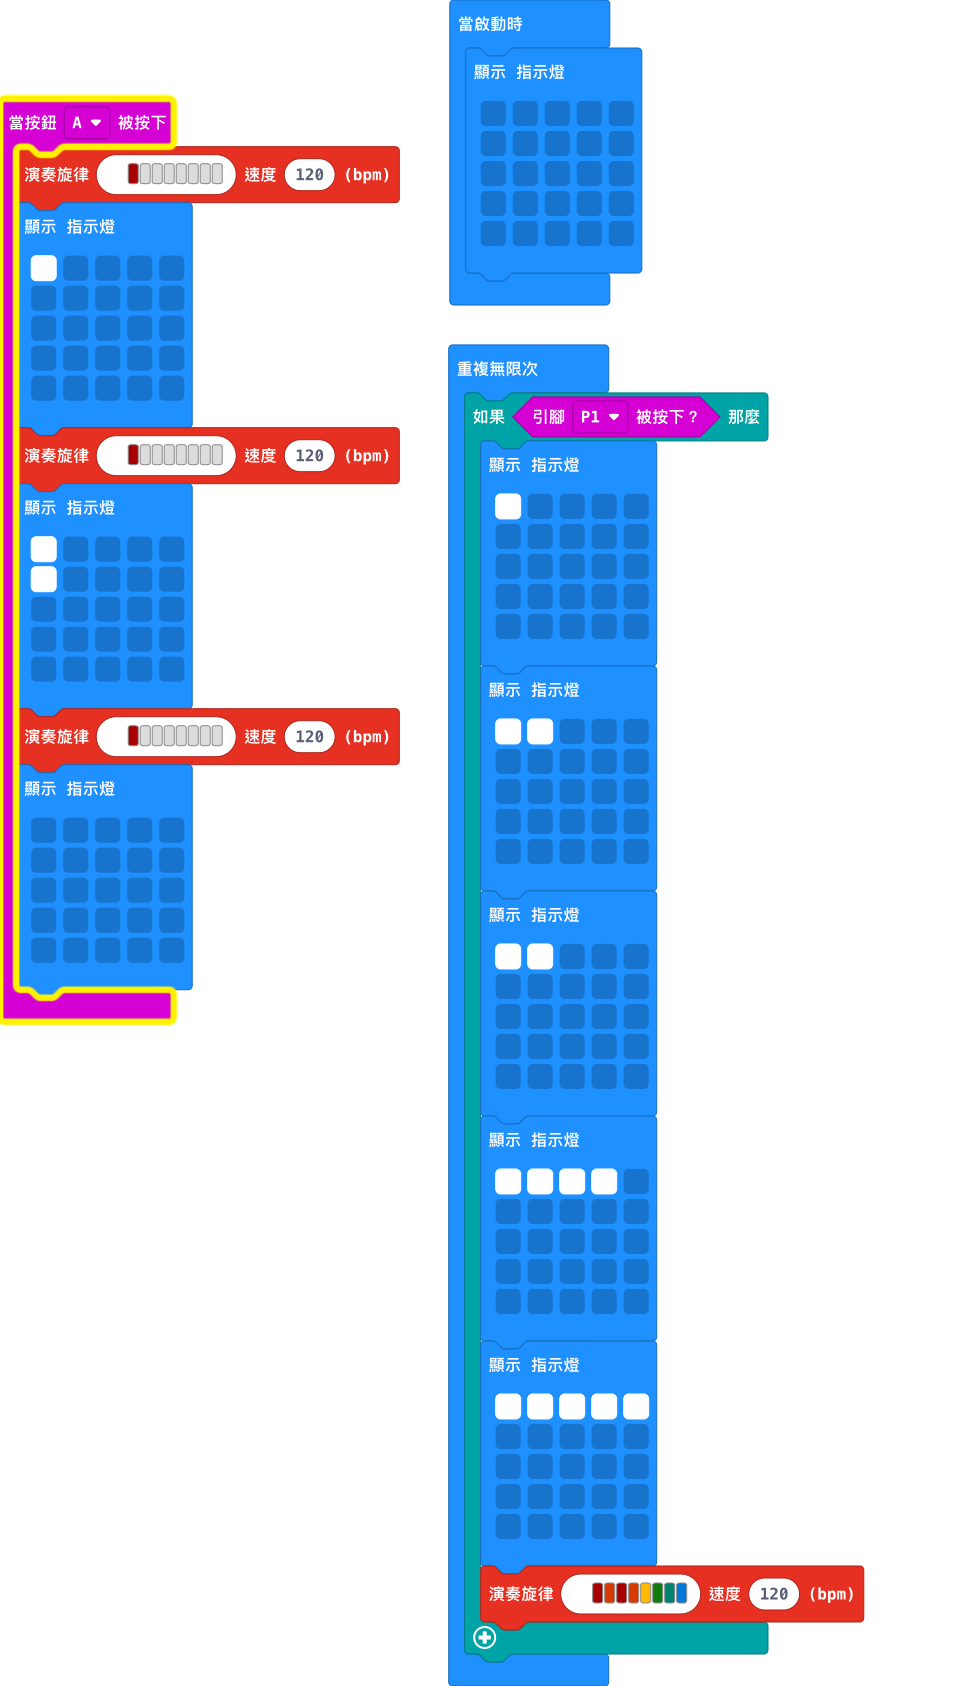 當啟動時
顯示 指示燈
當按鈕 A 被按下
演奏旋律 速度 120 (bpm)
顯示 指示燈
演奏旋律 速度 120 (bpm)
顯示 指示燈
演奏旋律 速度 120 (bpm)
顯示 指示燈
重複無限次
如果 引腳 P1 被按下? 那麼
顯示 指示燈
顯示 指示燈
顯示 指示燈
顯示 指示燈
顯示 指示燈
演奏旋律 速度 120 (bpm)